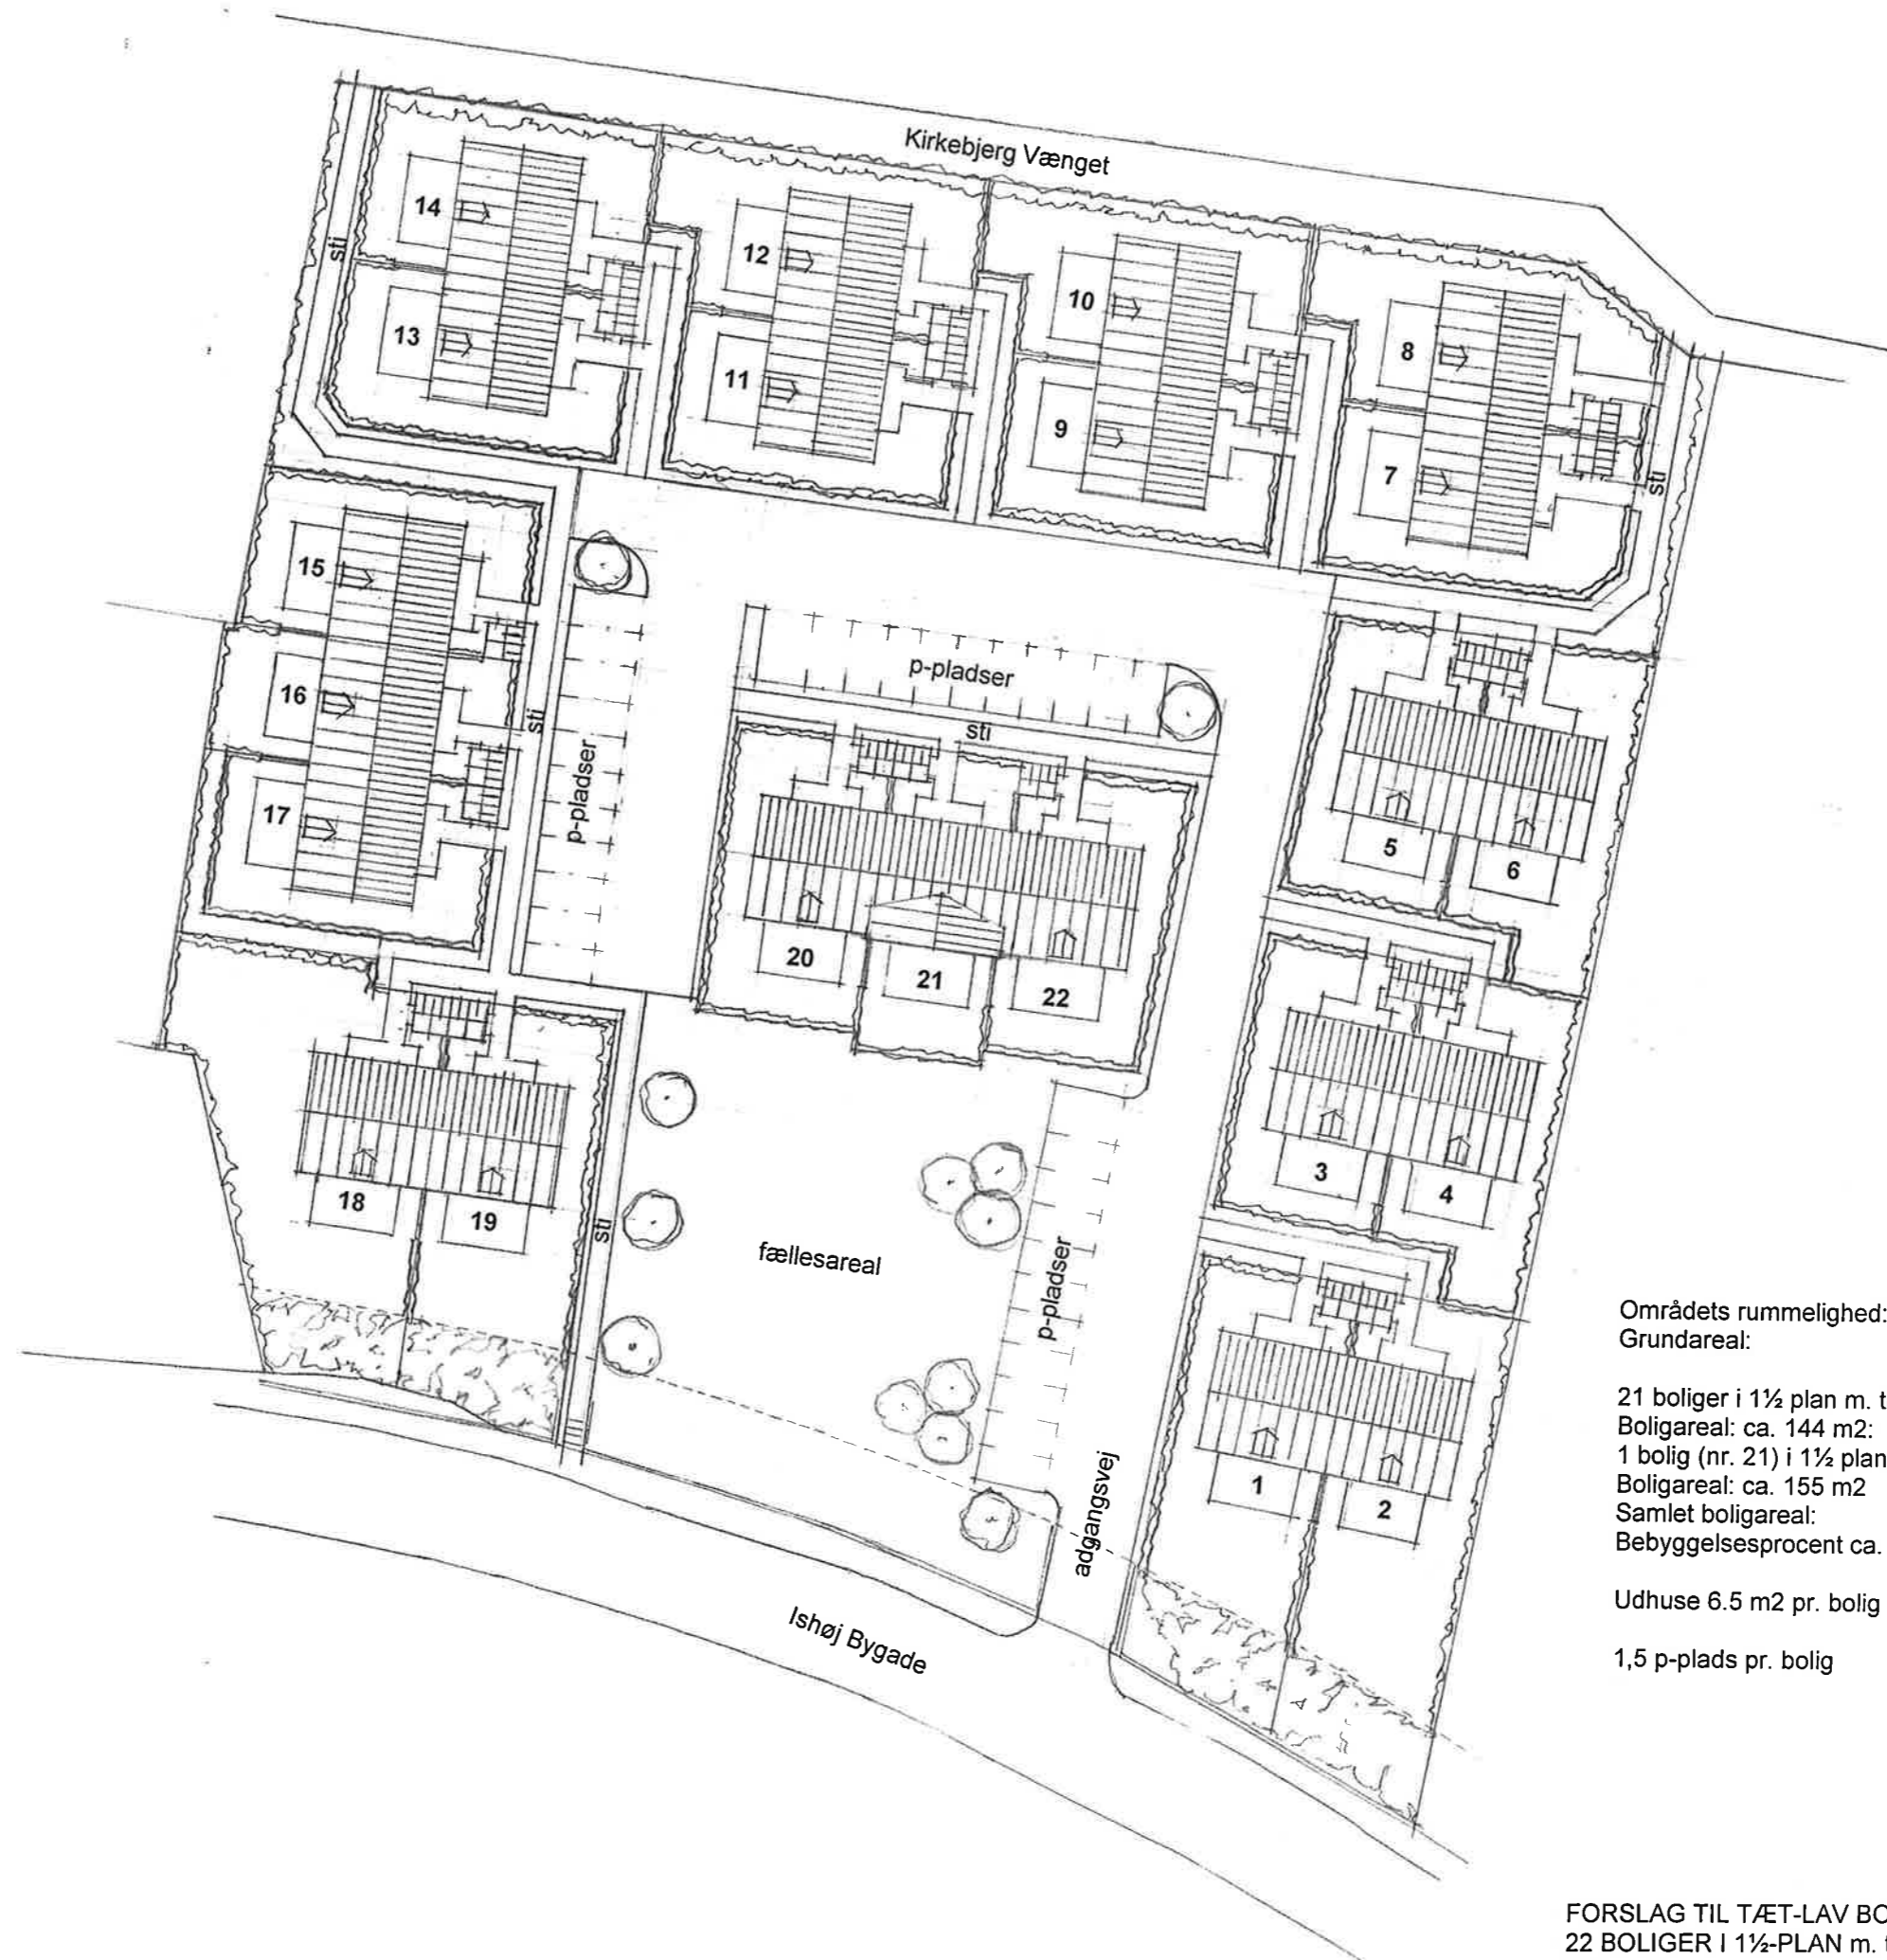 Kirkebjerg Vænget
14
12
10
8
sti
13
11
9
7
sti
15
16
17
sti
p-pladser
p-pladser
sti
5
6
20
21
22
3
4
18
19
sti
fællesareal
p-pladser
adgangsvej
1
2
Ishøj Bygade
Områdets rummelighed:
Grundareal:
21 boliger i 1½ plan m. t
Boligareal: ca. 144 m2:
1 bolig (nr. 21) i 1½ plan
Boligareal: ca. 155 m2
Samlet boligareal:
Bebyggelsesprocent ca.
Udhuse 6.5 m2 pr. bolig
1,5 p-plads pr. bolig
FORSLAG TIL TÆT-LAV BO
22 BOLIGER I 1½-PLAN m.